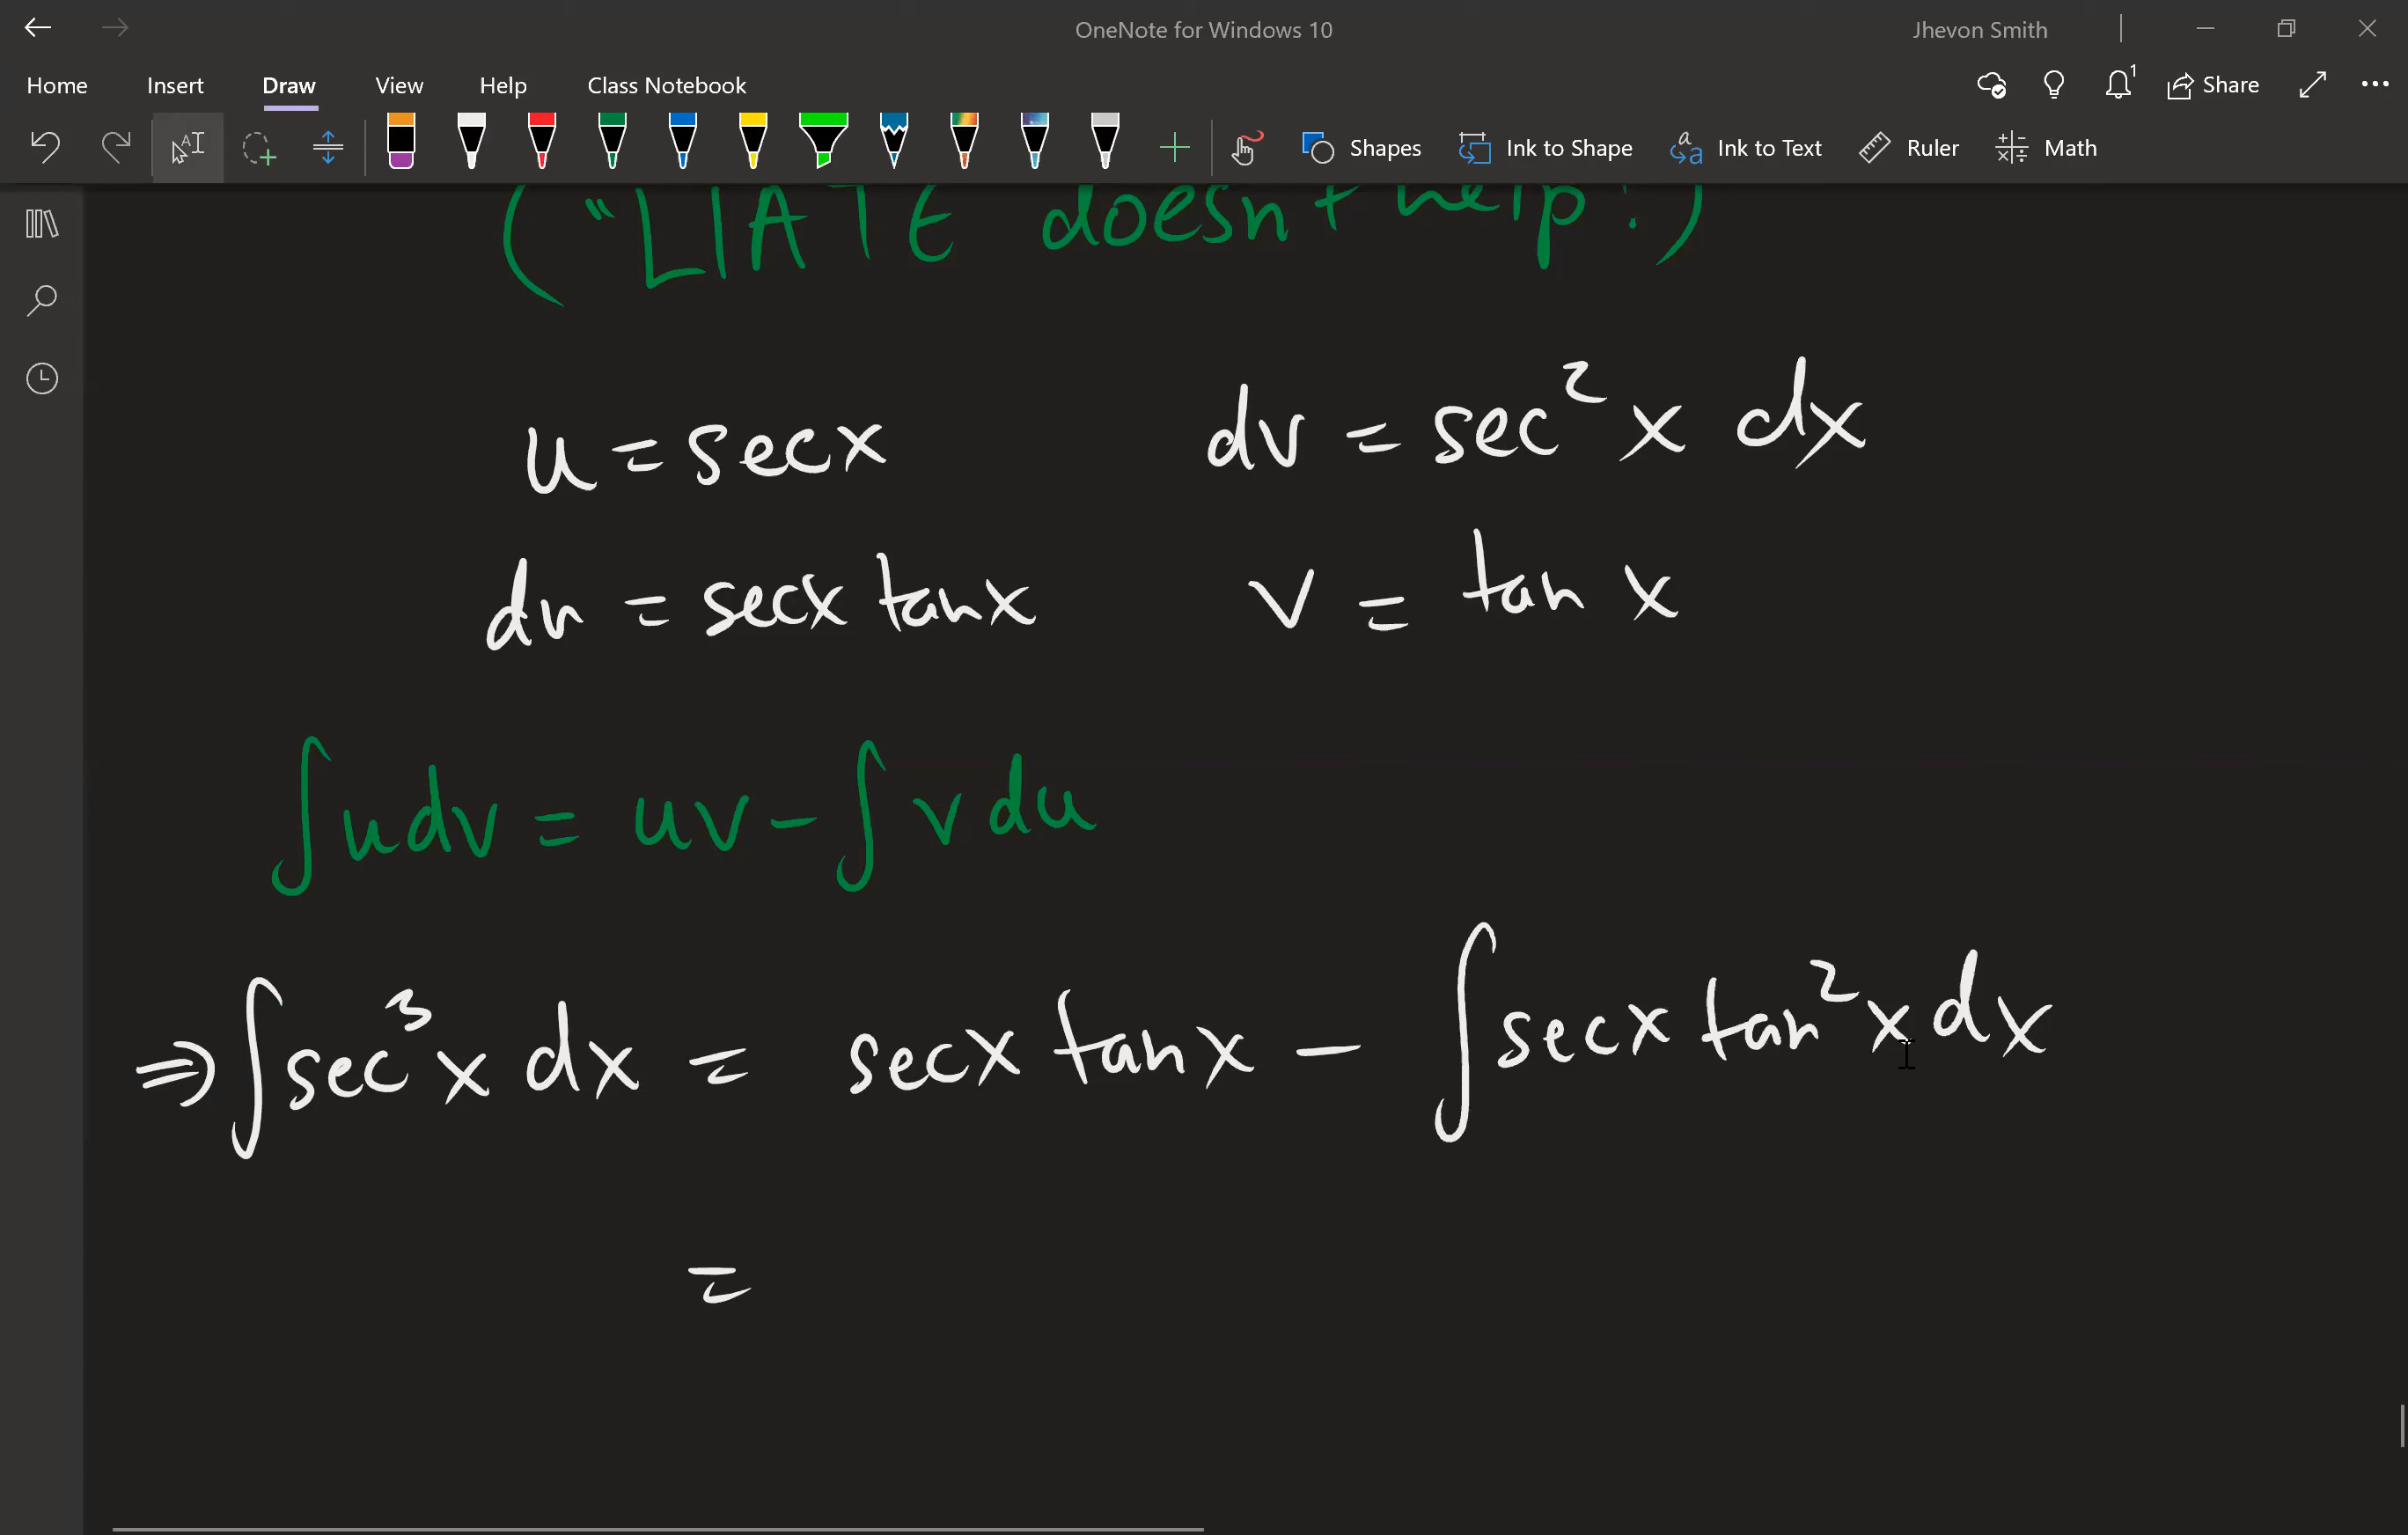 OneNote for Windows 10 Jhevon Smith
Home Insert Draw View Help Class Notebook 1 Share
Shapes Ink to Shape Ink to Text Ruler Math
("LIATE doesn't help!)
u = secx dv = sec² x dx
du = secx tanx v = tan x
∫udv = uv - ∫vdu
⇒∫sec³x dx = secx tanx - ∫secx tan²x dx
=